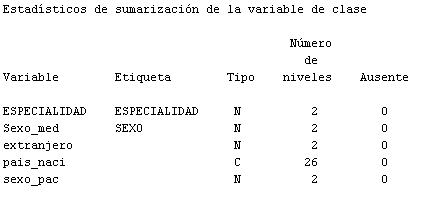 Estadísticos de sumarización de la variable de clase
Número
de
Variable Etiqueta Tipo niveles Ausente
ESPECIALIDAD ESPECIALIDAD N 2 0
Sexo_med SEXO N 2 0
extranjero N 2 0
pais_naci C 26 0
sexo_pac N 2 0